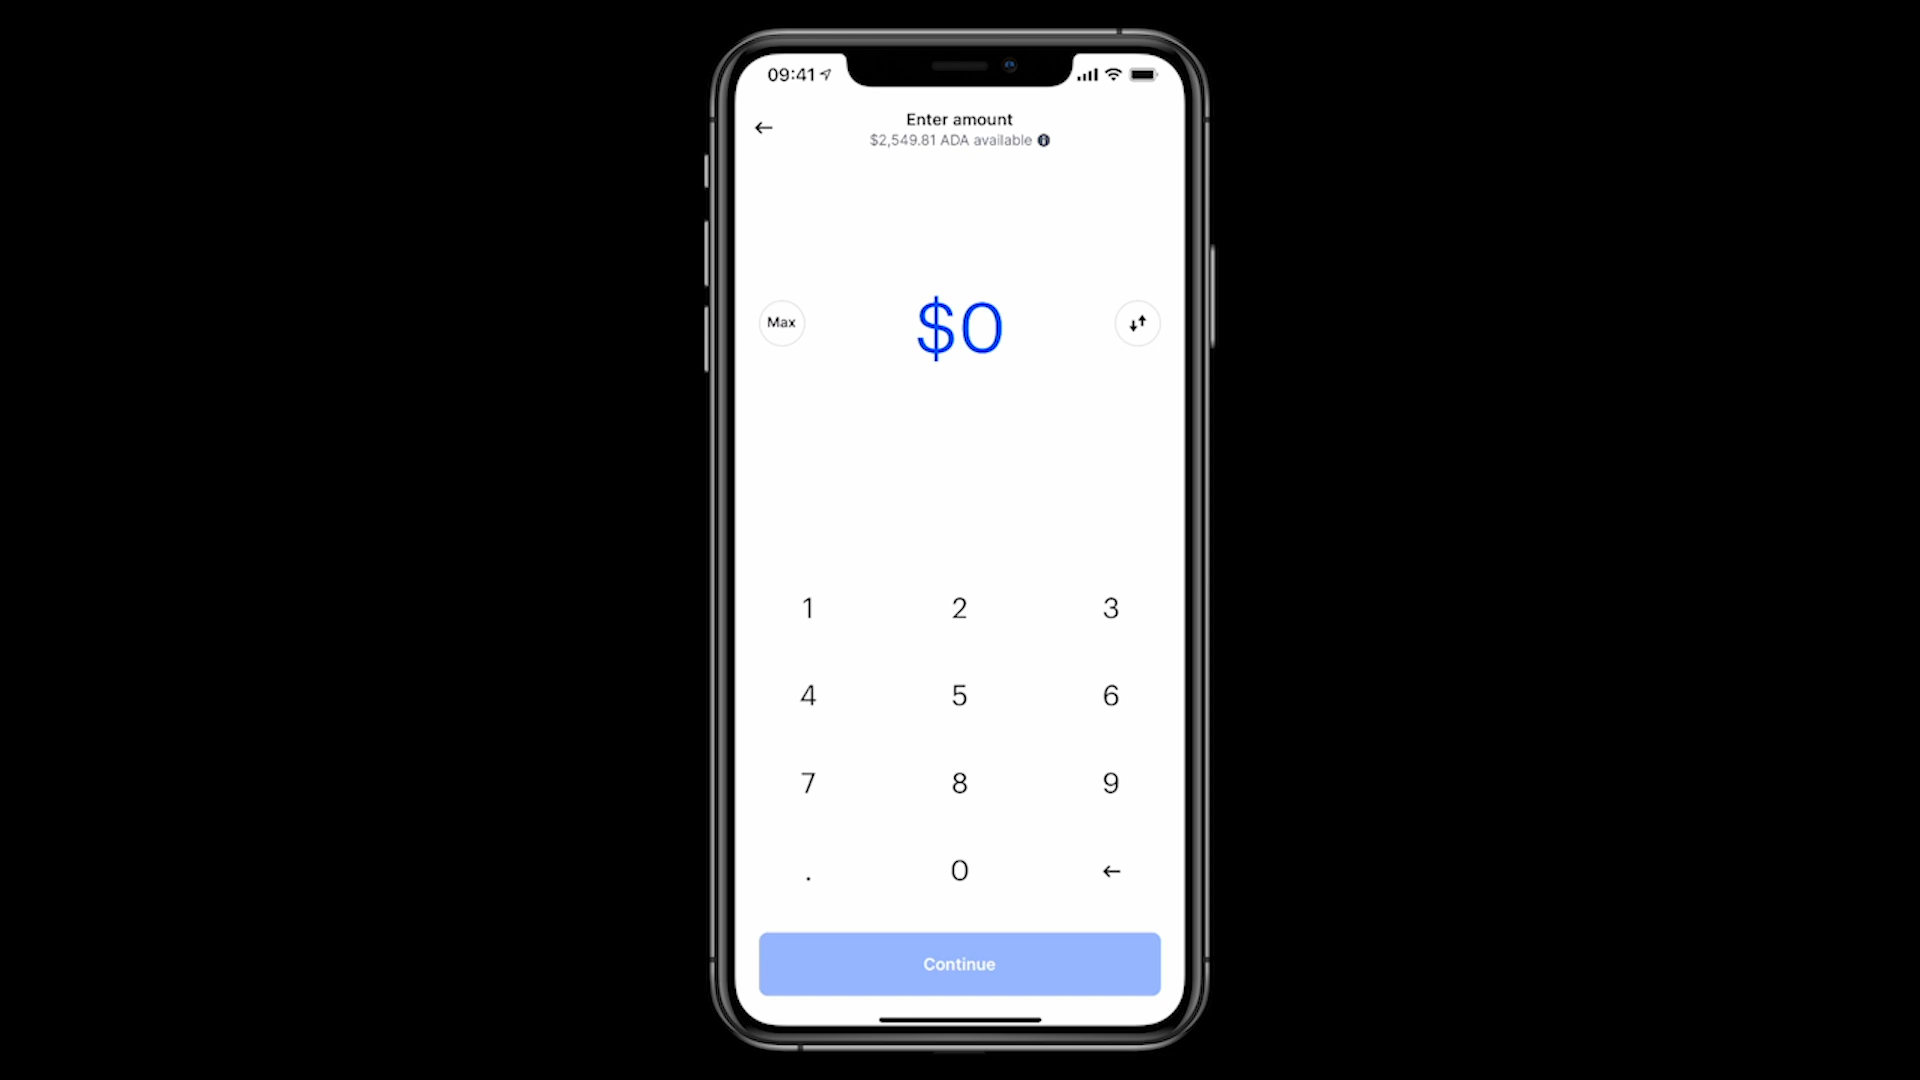 09:41
Enter amount
$2,549.81 ADA available
Max
$0
1 2 3
4 5 6
7 8 9
. 0
Continue